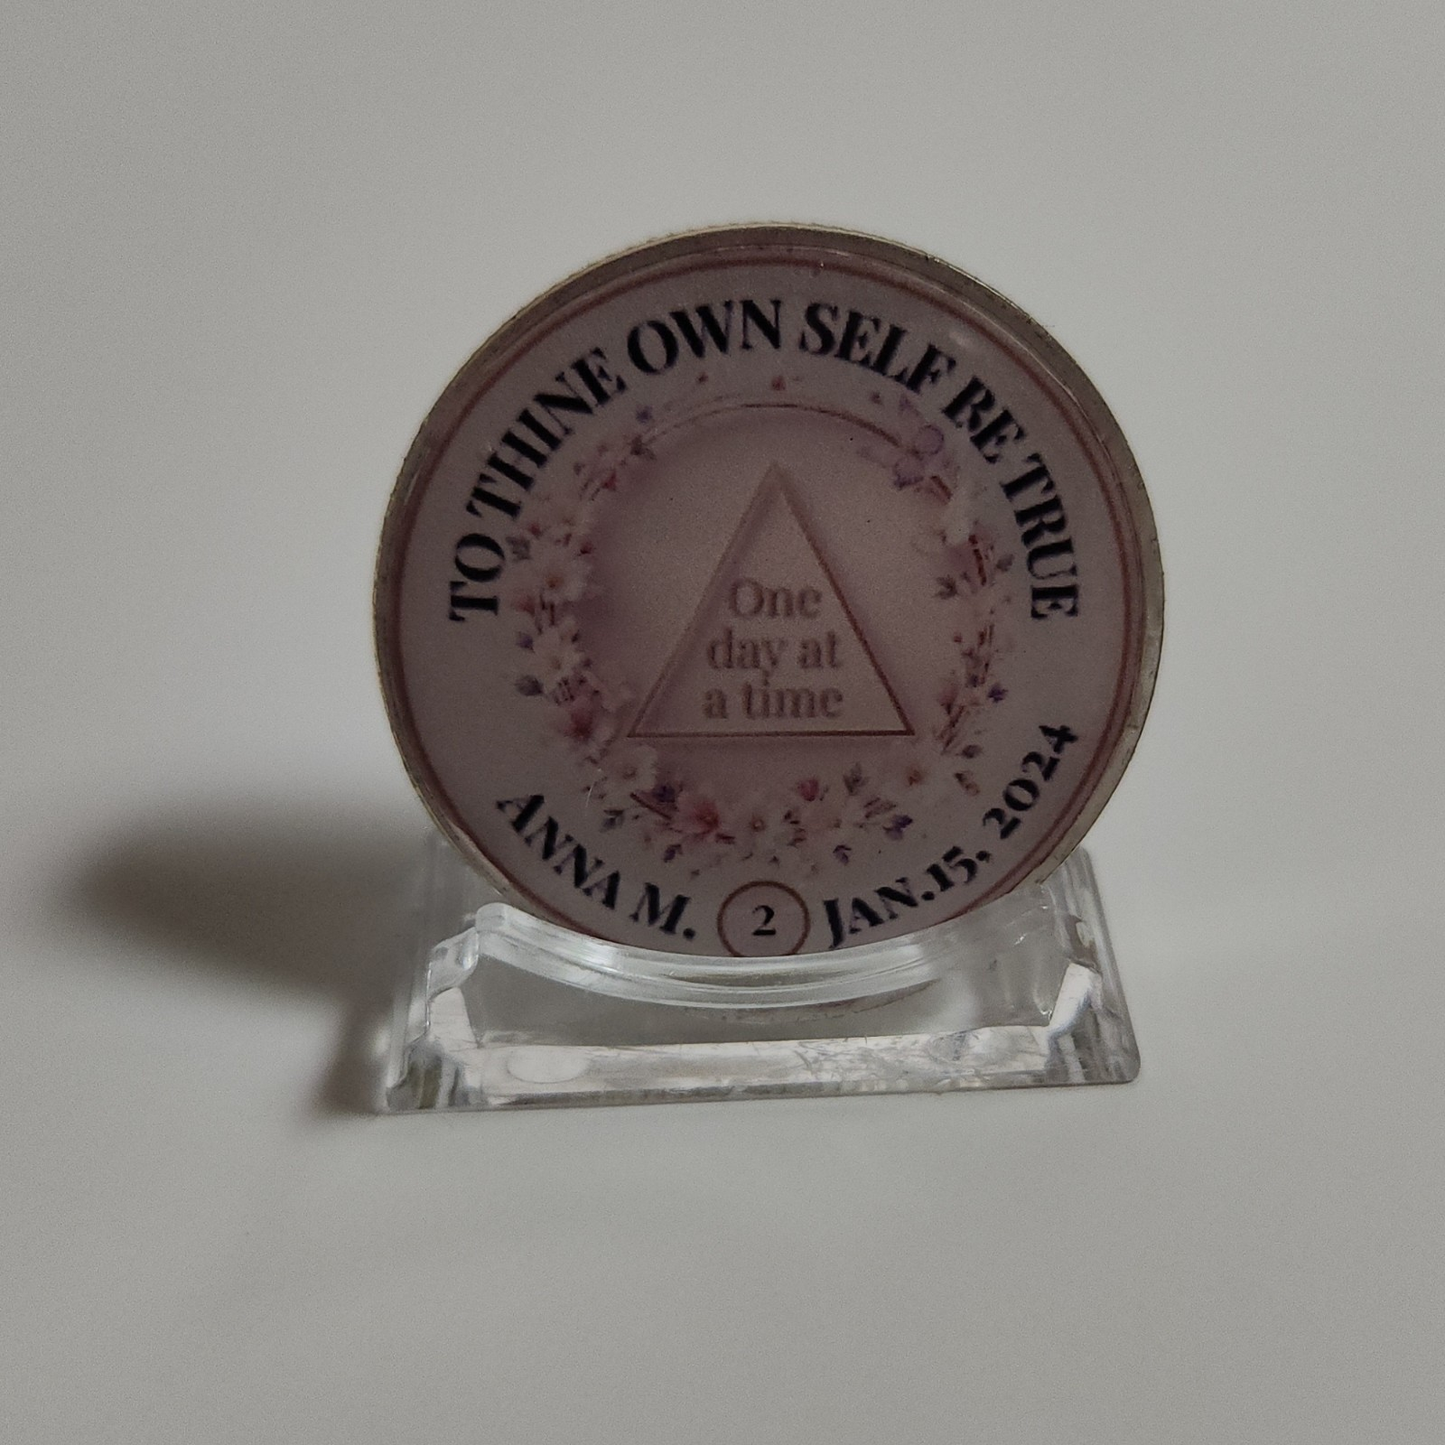 TO THINE OWN SELF BE TRUE
One
day at
a time
ANNA M. 2 JAN.15, 2024